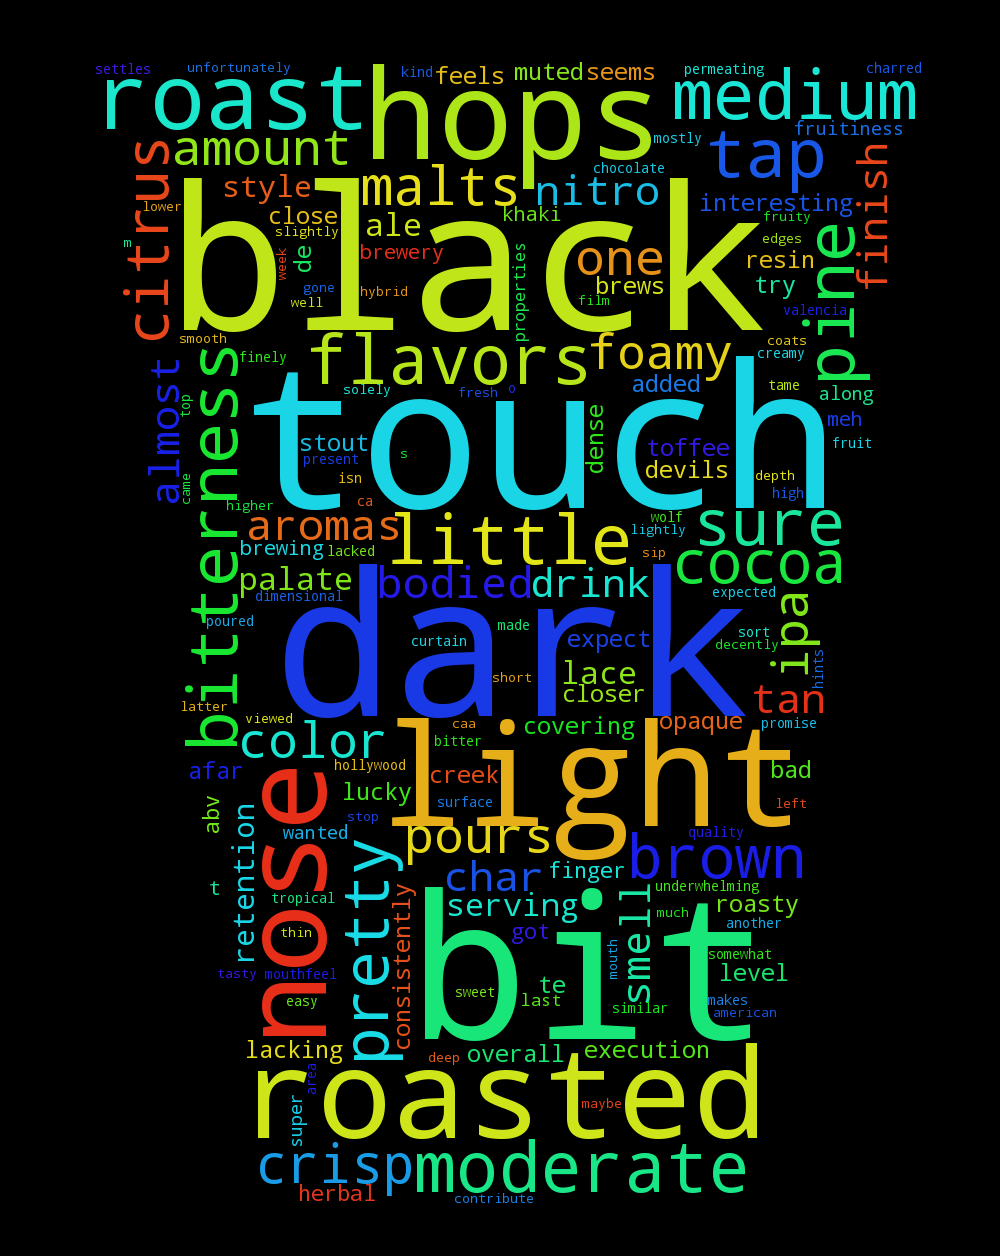 settles
unfortunately
kind
feels
muted
seems
permeating
charred
roast
hops
medium
amount
mostly
fruitiness
tap
citrus
style
malts
nitro
chocolate
interesting
finish
lower
close
slightly
ale
khaki
fruity
m
week
de
brewery
properties
one
edges
resin
pine
black
gone
well
hybrid
film
brews
try
valencia
smooth
finely
flavors
foamy
coats
creamy
almost
top
bitterness
solely
fresh
o
added
tame
along
touch
stout
present
isn
s
dense
toffee
devils
meh
fruit
depth
high
came
higher
ca
aromas
little
wolf
lightly
sure
brewing
lacked
sip
cocoa
palate
dimensional
bodied
drink
expected
ipa
poured
dark
curtain
made
expect
sort
decently
hints
short
lace
closer
tan
latter
viewed
caa
covering
opaque
promise
color
bitter
light
afar
hollywood
creek
bad
abv
lucky
surface
left
retention
wanted
stop
pours
quality
brown
nose
pretty
char
finger
t
tropical
consistently
serving
smell
underwhelming
roasty
much
another
thin
got
mouth
somewhat
level
tasty
mouthfeel
bit
easy
sweet
te
last
similar
makes
american
lacking
deep
overall
execution
area
roasted
super
maybe
crisp
moderate
herbal
contribute